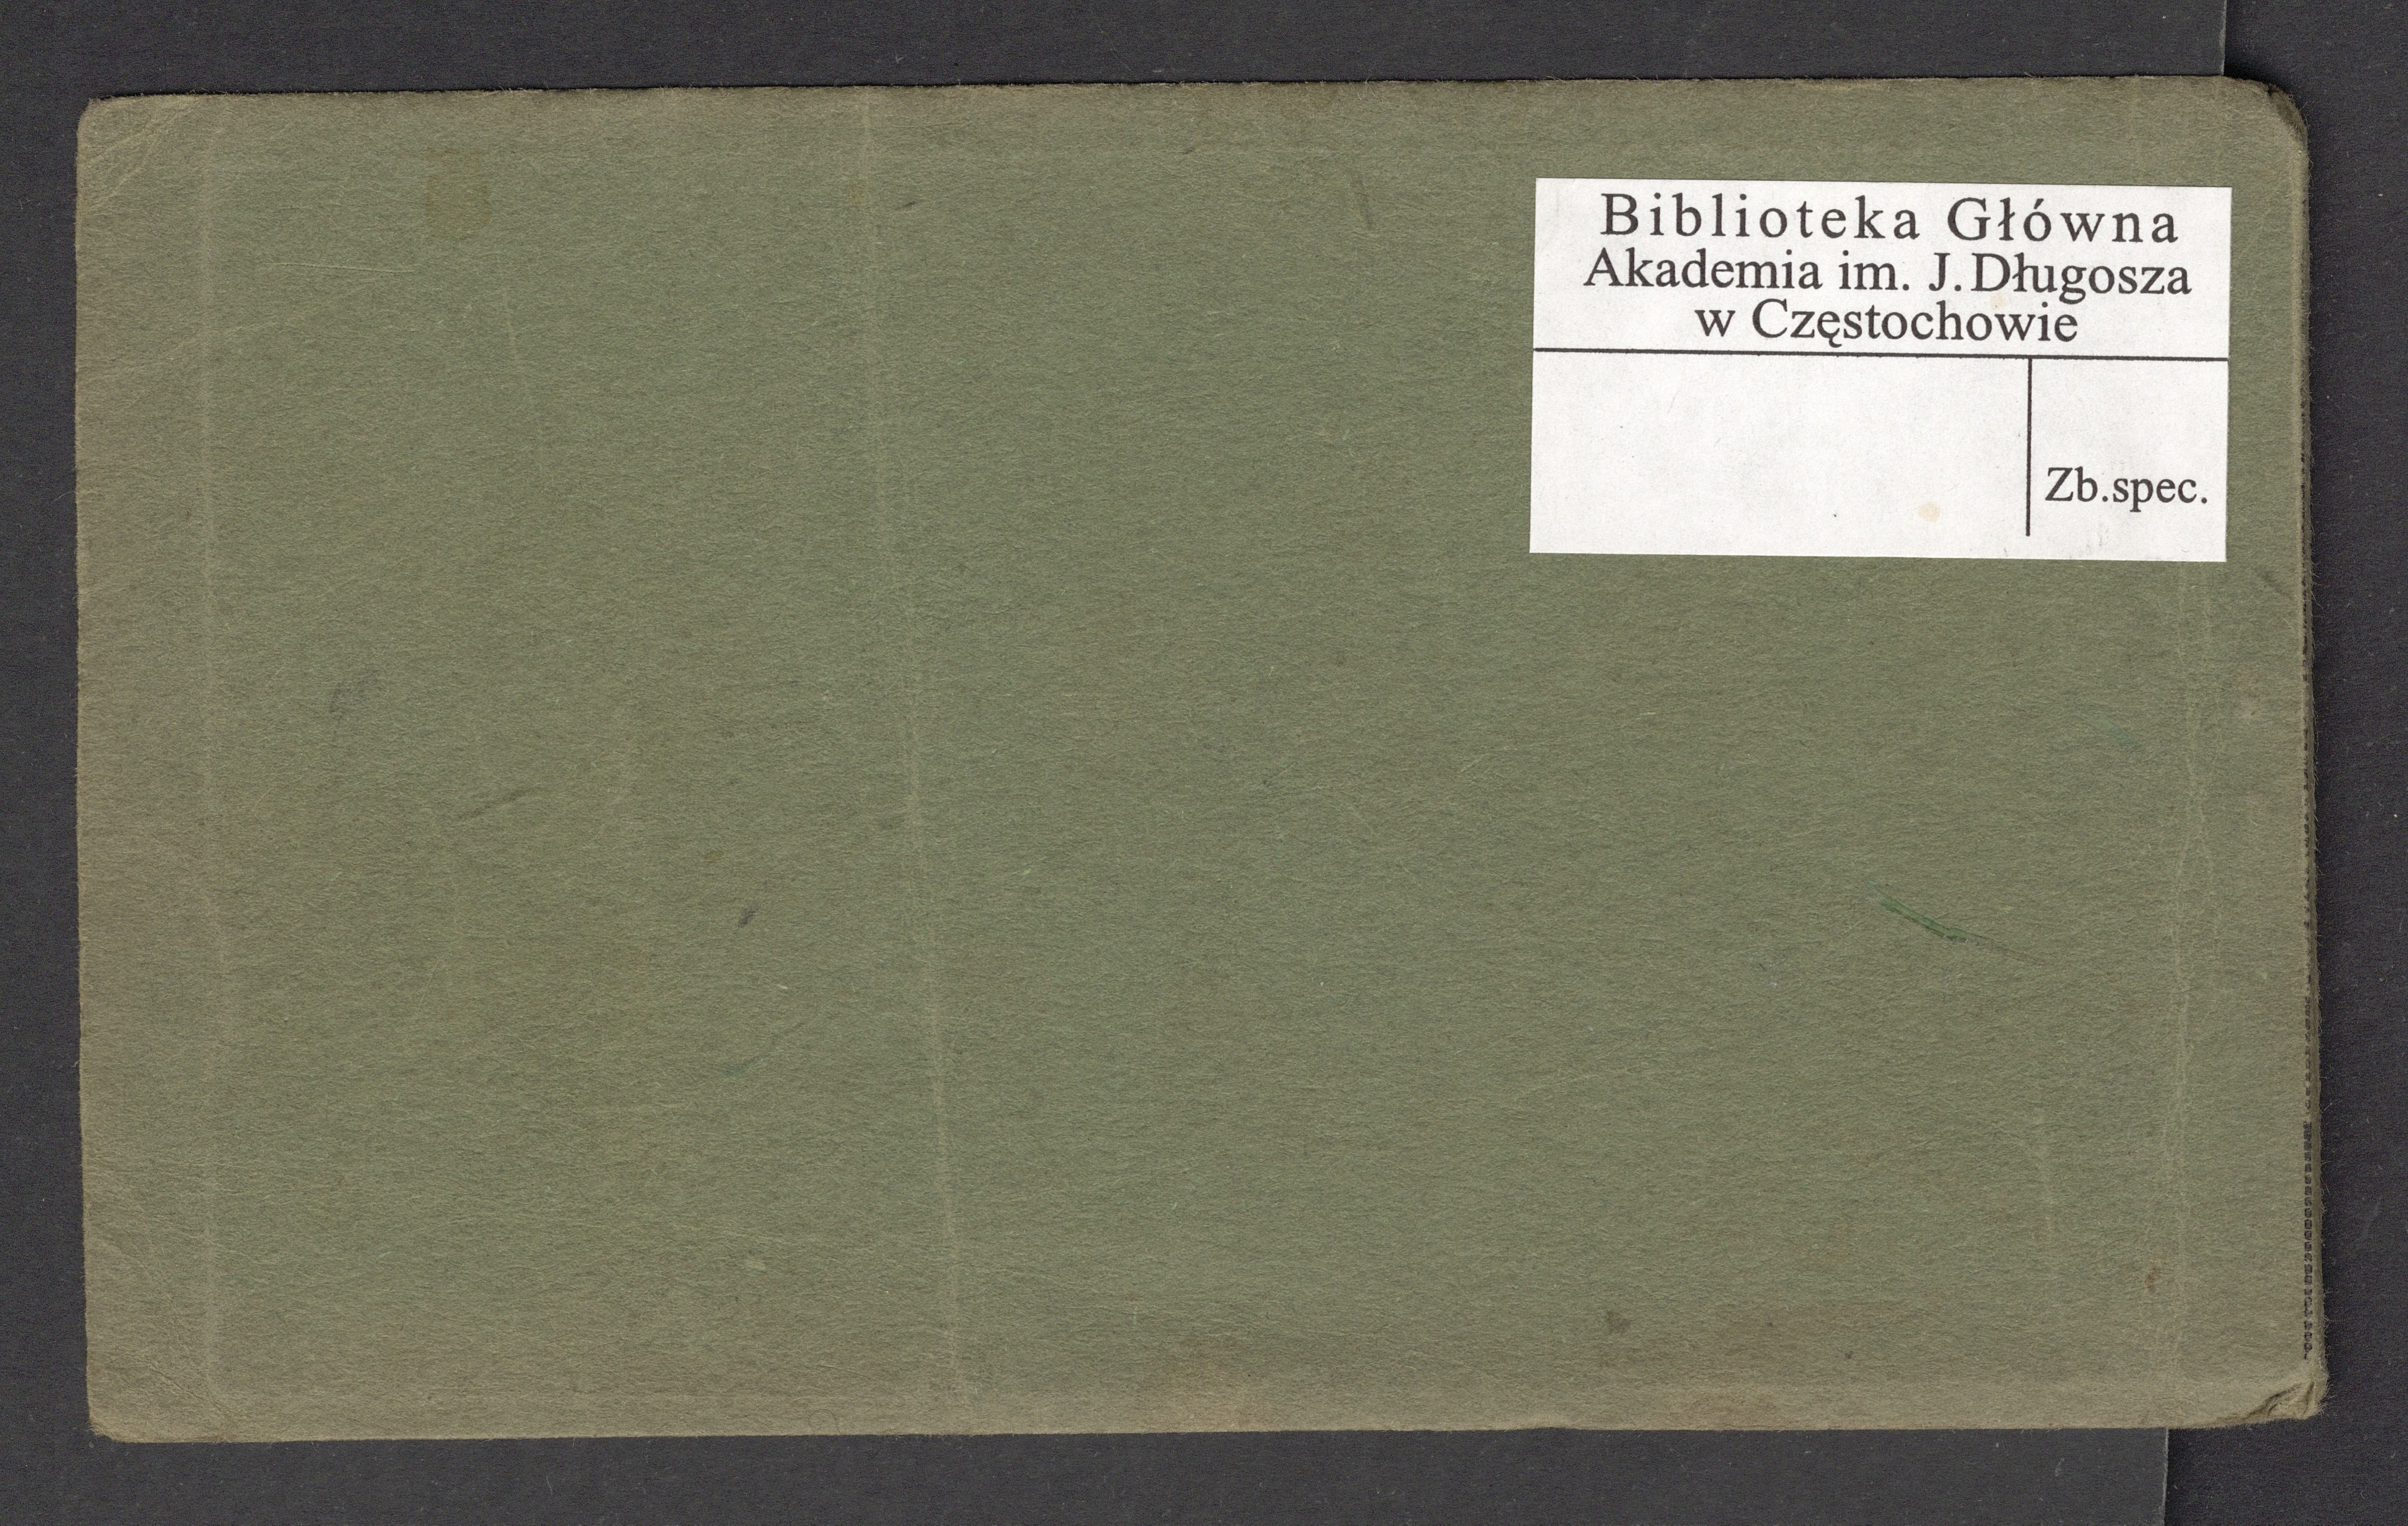 Biblioteka Główna
Akademia im. J. Długosza
w Częstochowie
Zb.spec.